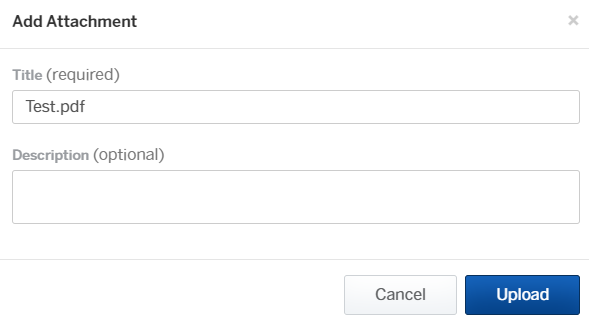 Add Attachment ×
Title (required)
Test.pdf
Description (optional)
Cancel Upload